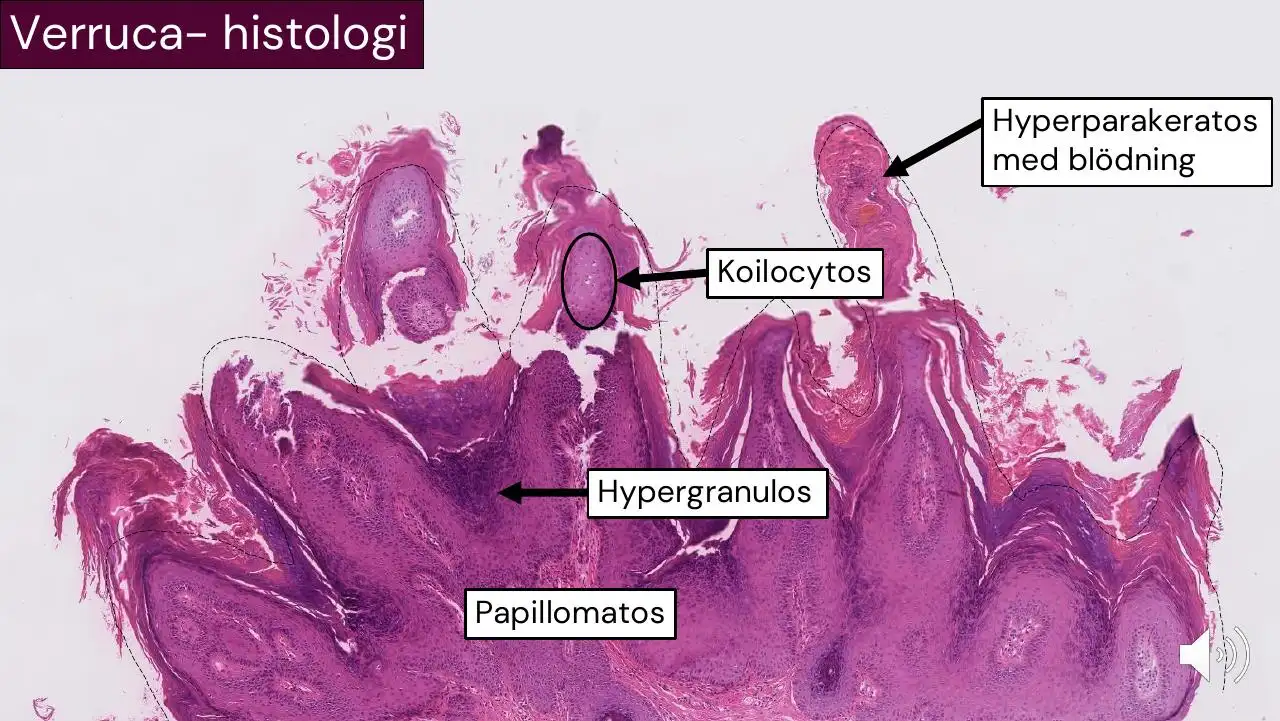 Verruca- histologi
Hyperparakeratos
med blödning
Koilocytos
Hypergranulos
Papillomatos